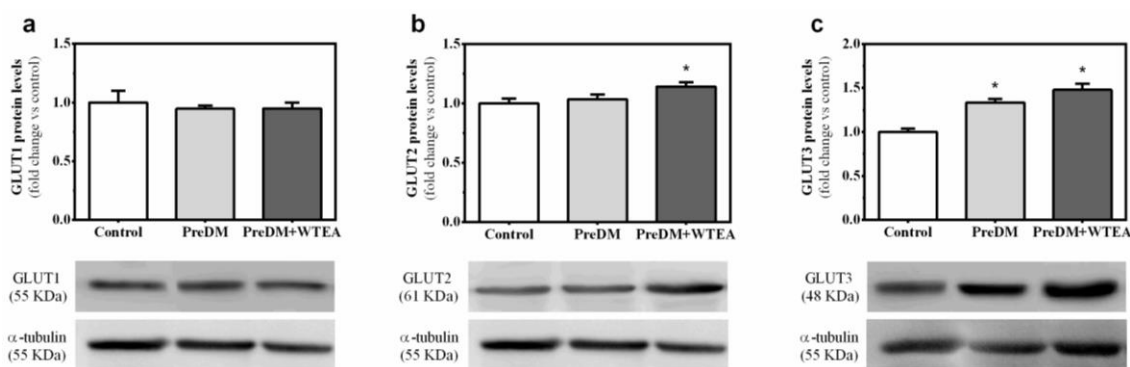 a
GLUT1 protein levels
(fold change vs control)
1.5
1.0
0.5
0.0
Control PreDM PreDM+WTEA
GLUT1
(55 KDa)
α-tubulin
(55 KDa)
b
GLUT2 protein levels
(fold change vs control)
1.5
1.0
0.5
0.0
*
Control PreDM PreDM+WTEA
GLUT2
(61 KDa)
α-tubulin
(55 KDa)
c
GLUT3 protein levels
(fold change vs control)
2.0
1.5
1.0
0.5
0.0
* *
Control PreDM PreDM+WTEA
GLUT3
(48 KDa)
α-tubulin
(55 KDa)